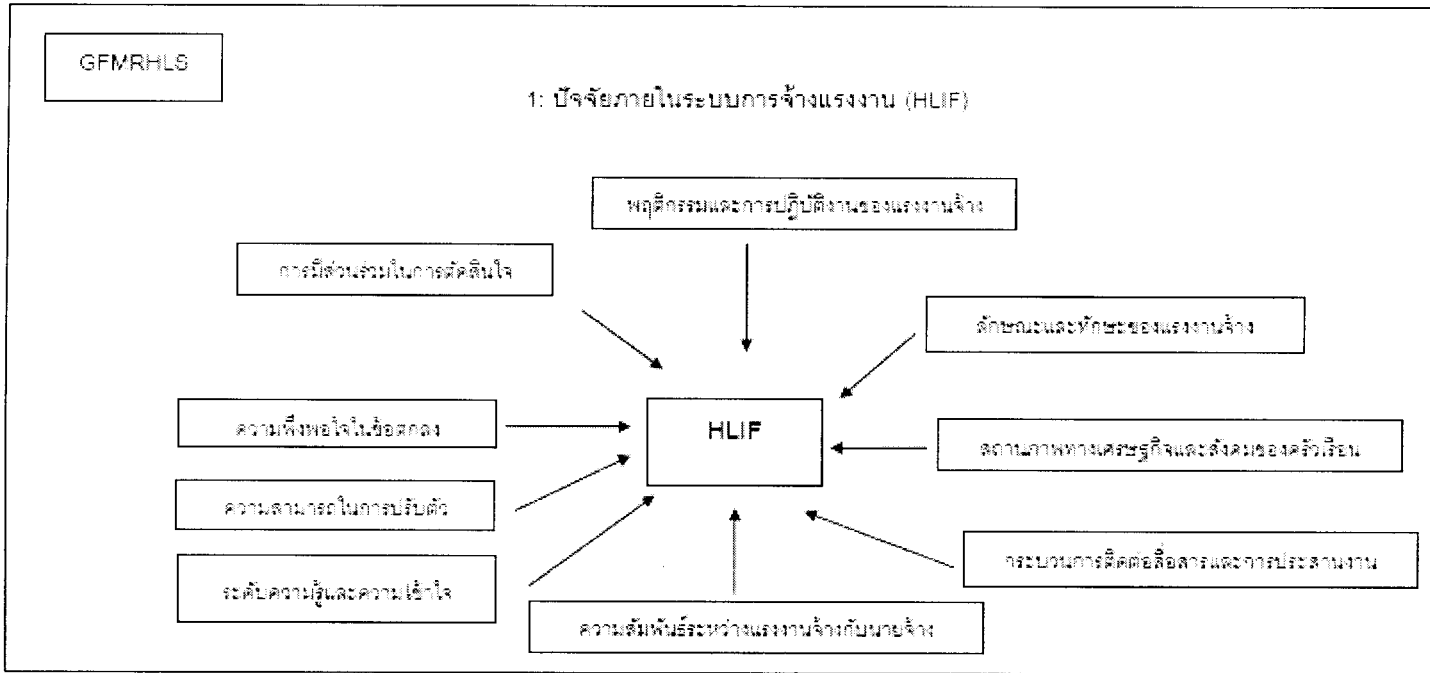 GFMRHLS
1: ปัจจัยภายในระบบการจ้างแรงงาน (HLIF)
พฤติกรรมและการปฏิบัติงานของแรงงานจ้าง
การมีส่วนร่วมในการตัดสินใจ
ลักษณะและทักษะของแรงงานจ้าง
ความพึงพอใจในข้อตกลง
HLIF
สถานภาพทางเศรษฐกิจและสังคมของครัวเรือน
ความสามารถในการปรับตัว
กระบวนการติดต่อสื่อสารและการประสานงาน
ระดับความรู้และความเข้าใจ
ความสัมพันธ์ระหว่างแรงงานจ้างกับนายจ้าง